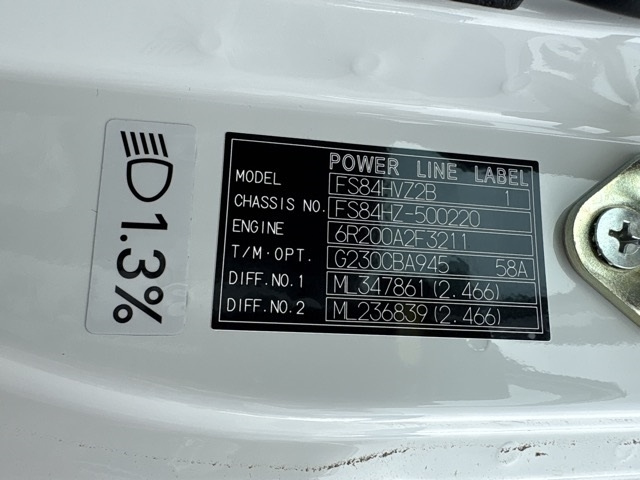 1.3%
POWER LINE LABEL
MODEL FS84HVZ2B 1
CHASSIS NO. FS84HZ-500220
ENGINE 6R200A2F3211
T/M·OPT. G230CBA945 58A
DIFF.NO.1 ML347861(2.466)
DIFF.NO.2 ML236839(2.466)